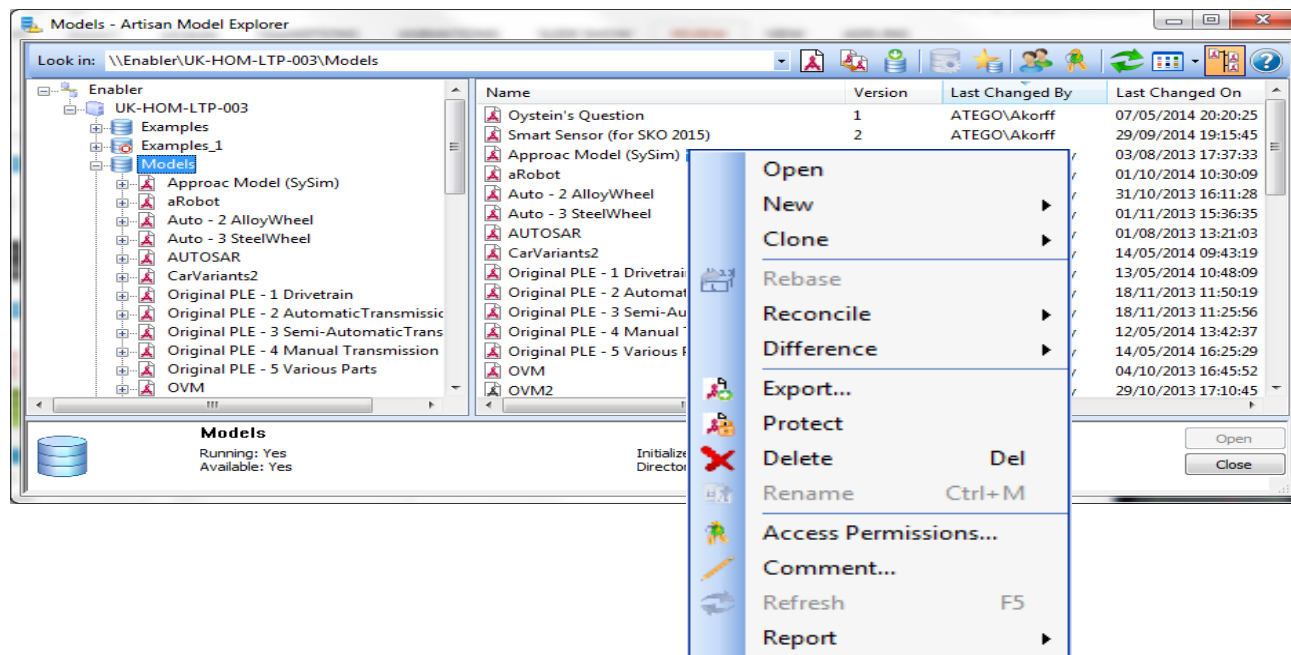 Models - Artisan Model Explorer
Look in: \\Enabler\UK-HOM-LTP-003\Models
Enabler
UK-HOM-LTP-003
Examples
Examples_1
Models
Approac Model (SySim)
aRobot
Auto - 2 AlloyWheel
Auto - 3 SteelWheel
AUTOSAR
CarVariants2
Original PLE - 1 Drivetrain
Original PLE - 2 AutomaticTransmissic
Original PLE - 3 Semi-AutomaticTrans
Original PLE - 4 Manual Transmission
Original PLE - 5 Various Parts
OVM
Name Version Last Changed By Last Changed On
Oystein's Question 1 ATEGO\Akorff 07/05/2014 20:20:25
Smart Sensor (for SKO 2015) 2 ATEGO\Akorff 29/09/2014 19:15:45
Approac Model (SySim) 03/08/2013 17:37:33
aRobot 01/10/2014 10:30:09
Auto - 2 AlloyWheel 31/10/2013 16:11:28
Auto - 3 SteelWheel 01/11/2013 15:36:35
AUTOSAR 01/08/2013 13:21:03
CarVariants2 14/05/2014 09:43:19
Original PLE - 1 Drivetrai 13/05/2014 10:48:09
Original PLE - 2 Automat 18/11/2013 11:50:19
Original PLE - 3 Semi-Au 18/11/2013 11:25:56
Original PLE - 4 Manual 12/05/2014 13:42:37
Original PLE - 5 Various 14/05/2014 16:25:29
OVM 04/10/2013 16:45:52
OVM2 29/10/2013 17:10:45
Open
New
Clone
Rebase
Reconcile
Difference
Export...
Protect
Delete Del
Rename Ctrl+M
Access Permissions...
Comment...
Refresh F5
Report
Models
Running: Yes
Available: Yes
Initialize
Director
Open
Close